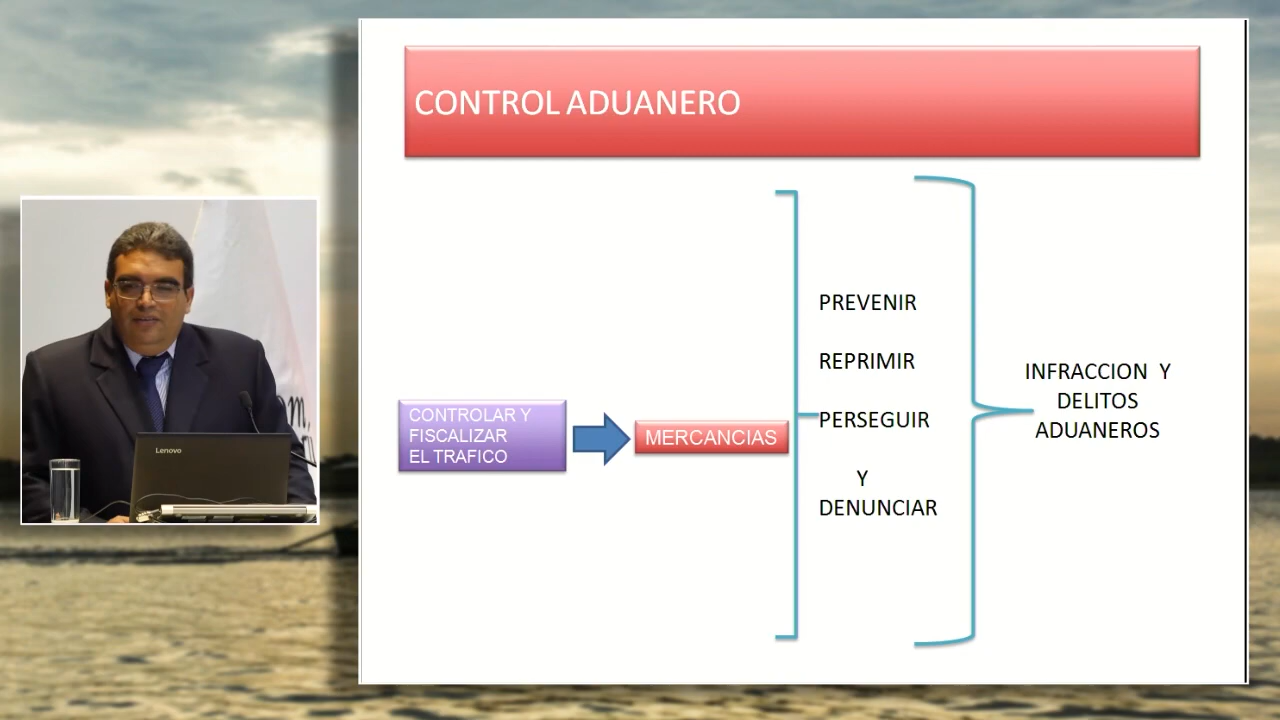 CONTROL ADUANERO
CONTROLAR Y
FISCALIZAR
EL TRAFICO
MERCANCIAS
PREVENIR
REPRIMIR
PERSEGUIR
Y
DENUNCIAR
INFRACCION Y
DELITOS
ADUANEROS
Lenovo